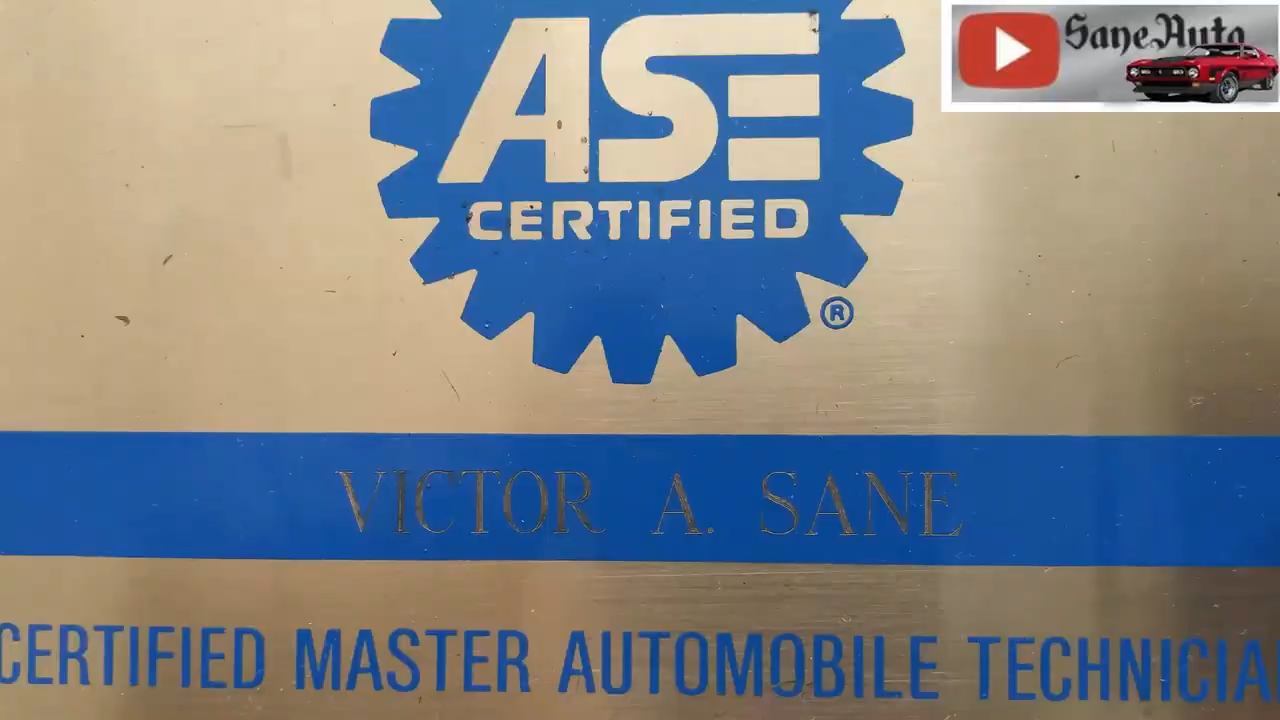 SaneAuto
ASE
CERTIFIED
®
VICTOR A. SANE
CERTIFIED MASTER AUTOMOBILE TECHNICIA